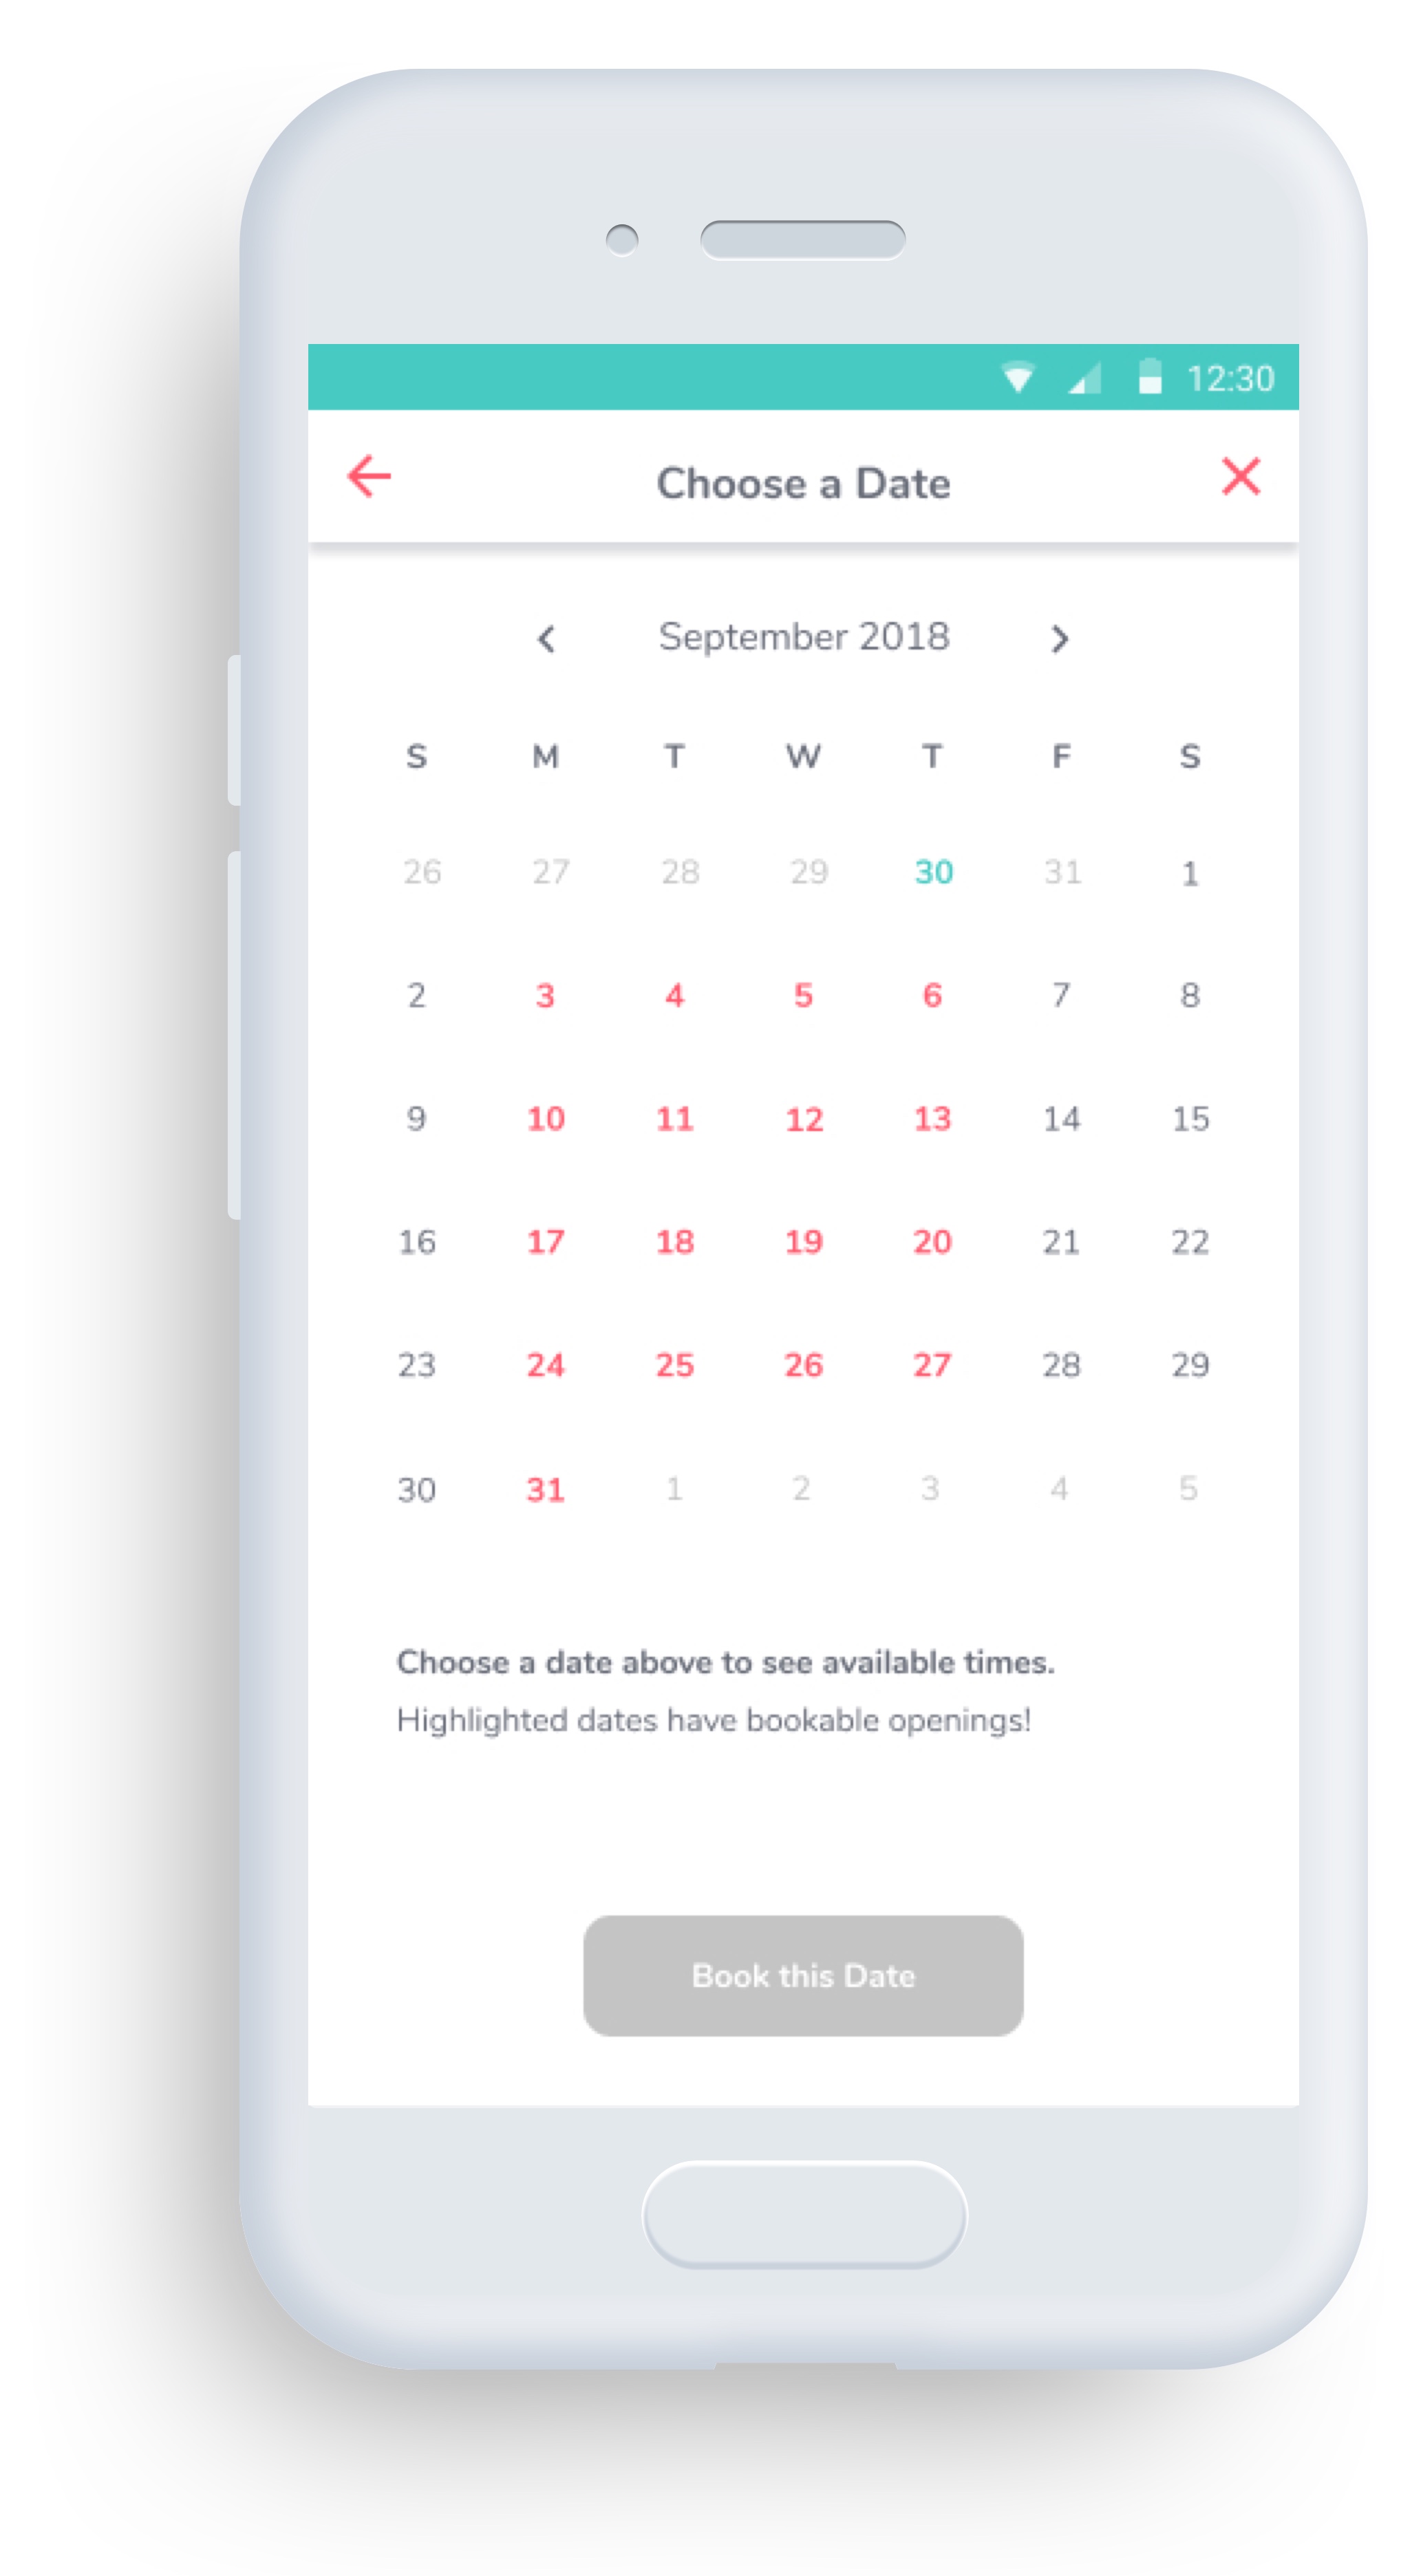 12:30
Choose a Date
September 2018
S M T W T F S
26 27 28 29 30 31 1
2 3 4 5 6 7 8
9 10 11 12 13 14 15
16 17 18 19 20 21 22
23 24 25 26 27 28 29
30 31 1 2 3 4 5
Choose a date above to see available times.
Highlighted dates have bookable openings!
Book this Date